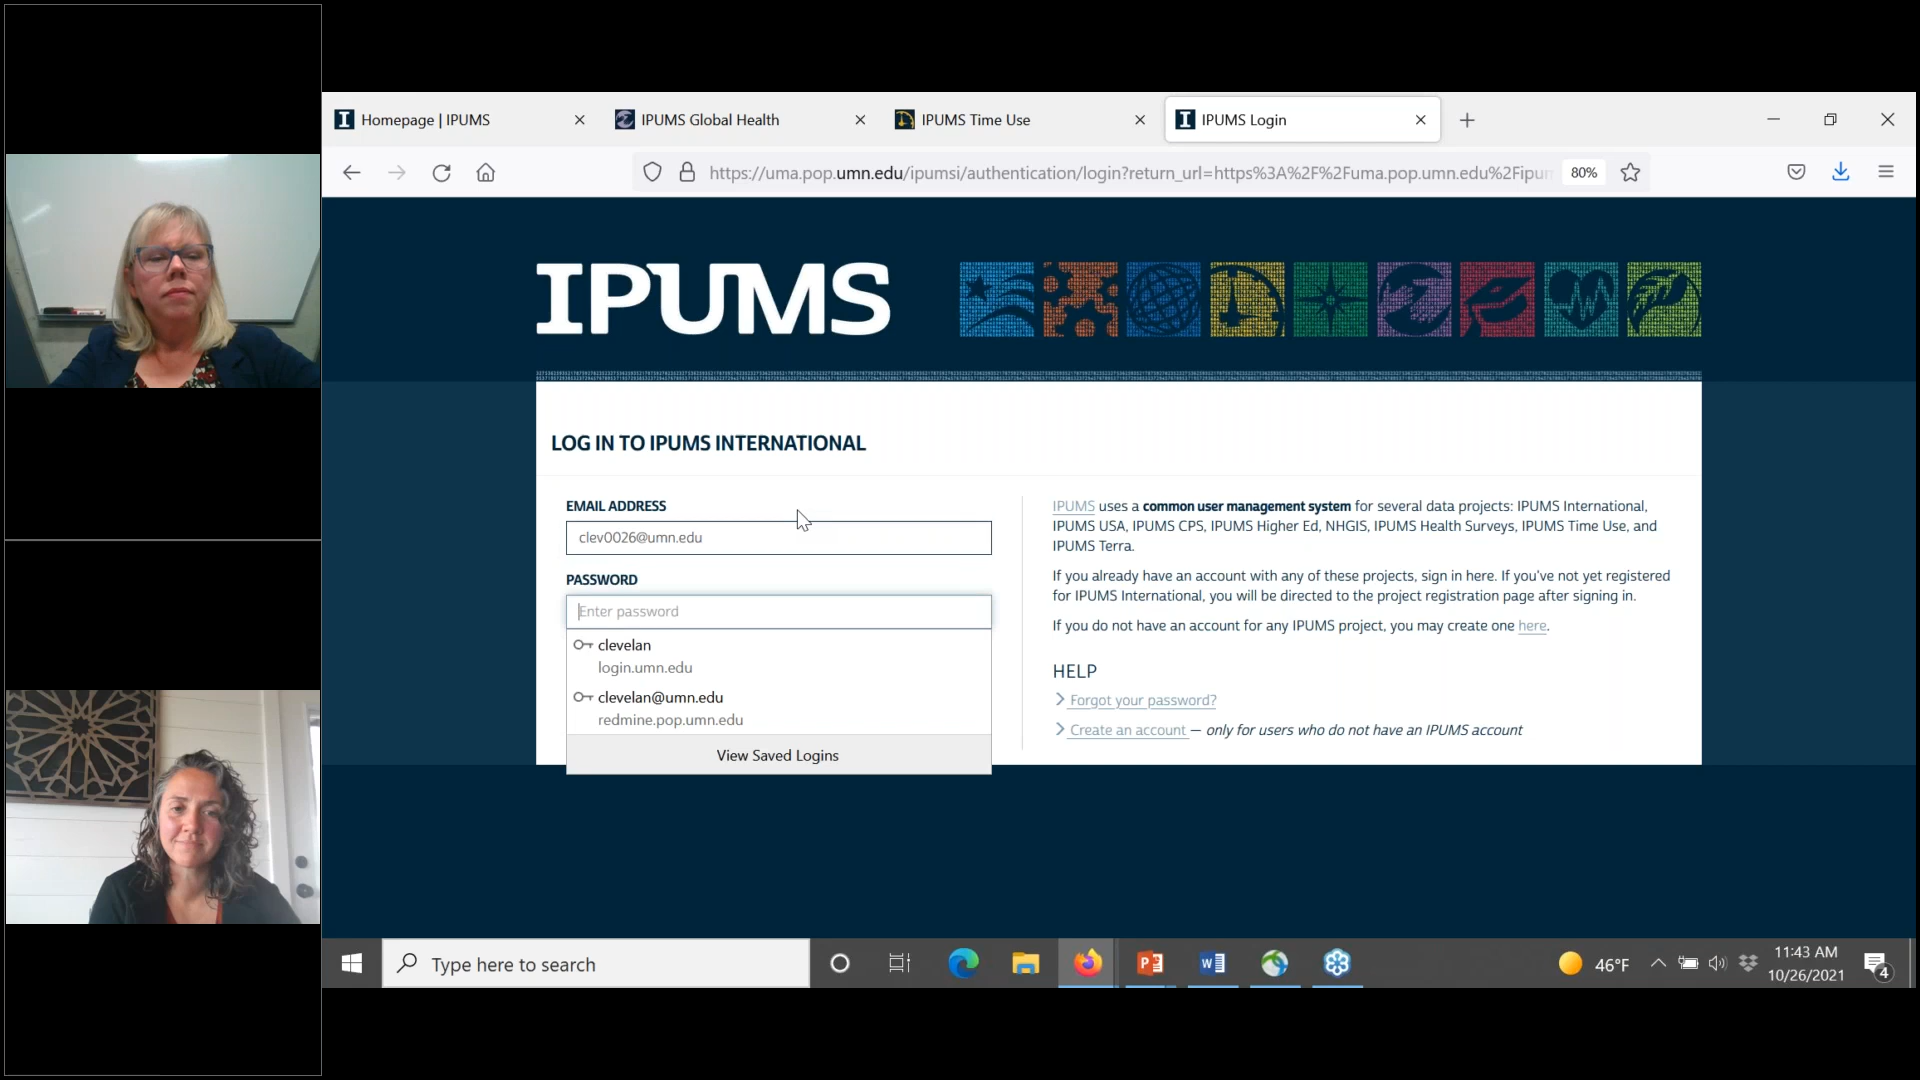 Homepage | IPUMS
IPUMS Global Health
IPUMS Time Use
IPUMS Login
https://uma.pop.umn.edu/ipumsi/authentication/login?return_url=https%3A%2F%2Fuma.pop.umn.edu%2Fipum
80%
IPUMS
LOG IN TO IPUMS INTERNATIONAL
EMAIL ADDRESS
clev0026@umn.edu
PASSWORD
Enter password
clevelan
login.umn.edu
clevelan@umn.edu
redmine.pop.umn.edu
View Saved Logins
IPUMS uses a common user management system for several data projects: IPUMS International,
IPUMS USA, IPUMS CPS, IPUMS Higher Ed, NHGIS, IPUMS Health Surveys, IPUMS Time Use, and
IPUMS Terra.
If you already have an account with any of these projects, sign in here. If you've not yet registered
for IPUMS International, you will be directed to the project registration page after signing in.
If you do not have an account for any IPUMS project, you may create one here.
HELP
Forgot your password?
Create an account — only for users who do not have an IPUMS account
Type here to search
46°F
11:43 AM
10/26/2021
4